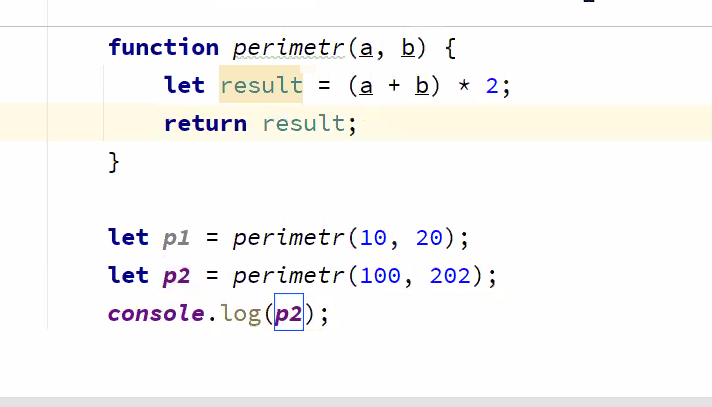 function perimetr(a, b) {
let result = (a + b) * 2;
return result;
}
let p1 = perimetr(10, 20);
let p2 = perimetr(100, 202);
console.log(p2);